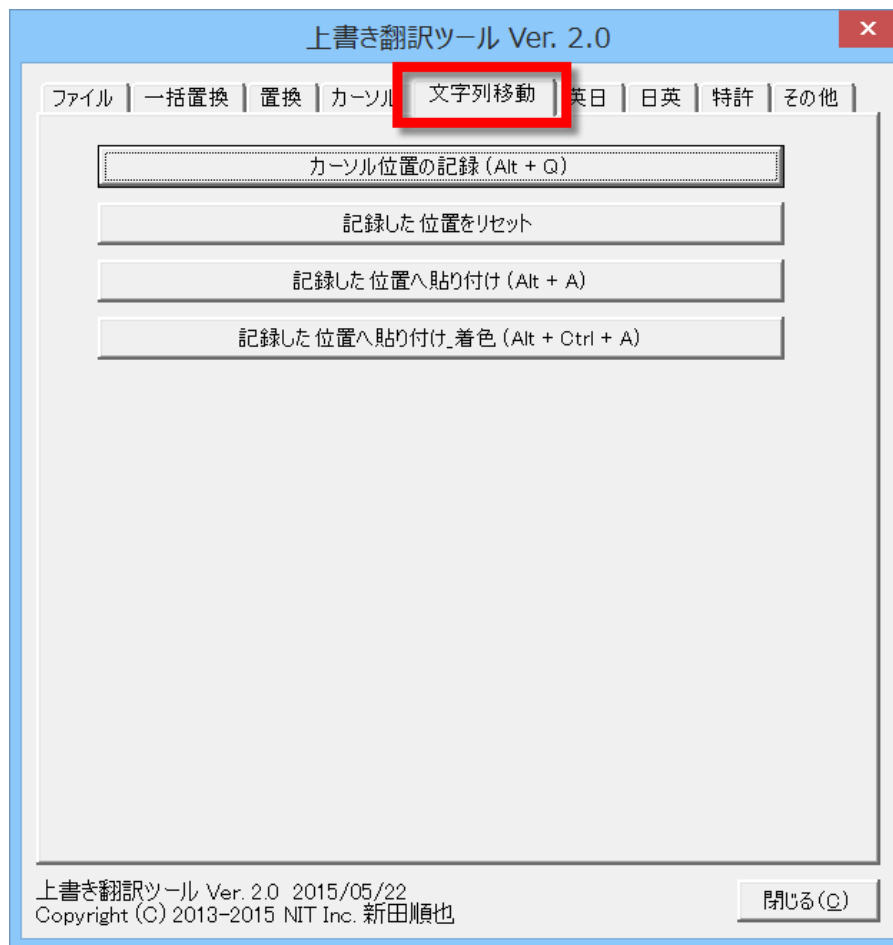 上書き翻訳ツール Ver. 2.0
×
ファイル 一括置換 置換 カーソル 文字列移動 英日 日英 特許 その他
カーソル位置の記録 (Alt + Q)
記録した位置をリセット
記録した位置へ貼り付け (Alt + A)
記録した位置へ貼り付け_着色 (Alt + Ctrl + A)
上書き翻訳ツール Ver. 2.0 2015/05/22
Copyright (C) 2013-2015 NIT Inc. 新田順也
閉じる(C)